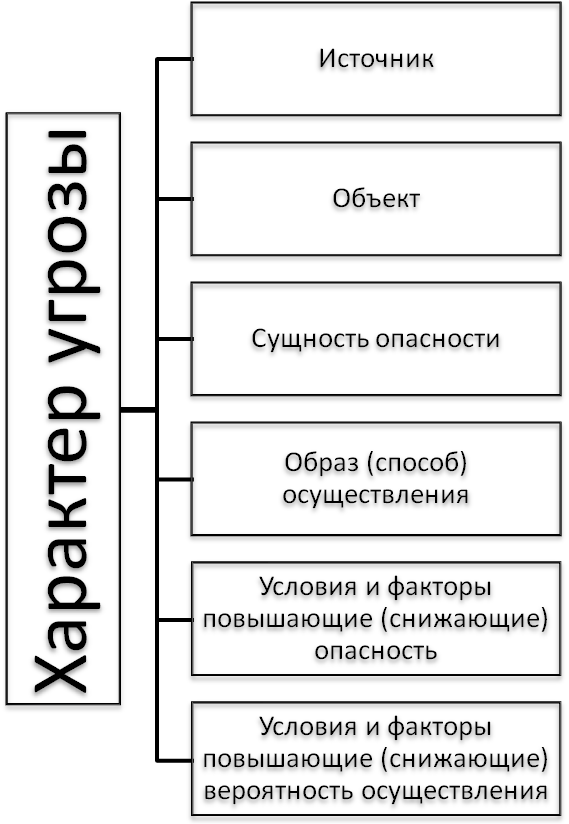 Характер угрозы
Источник
Объект
Сущность опасности
Образ (способ)
осуществления
Условия и факторы
повышающие (снижающие)
опасность
Условия и факторы
повышающие (снижающие)
вероятность осуществления